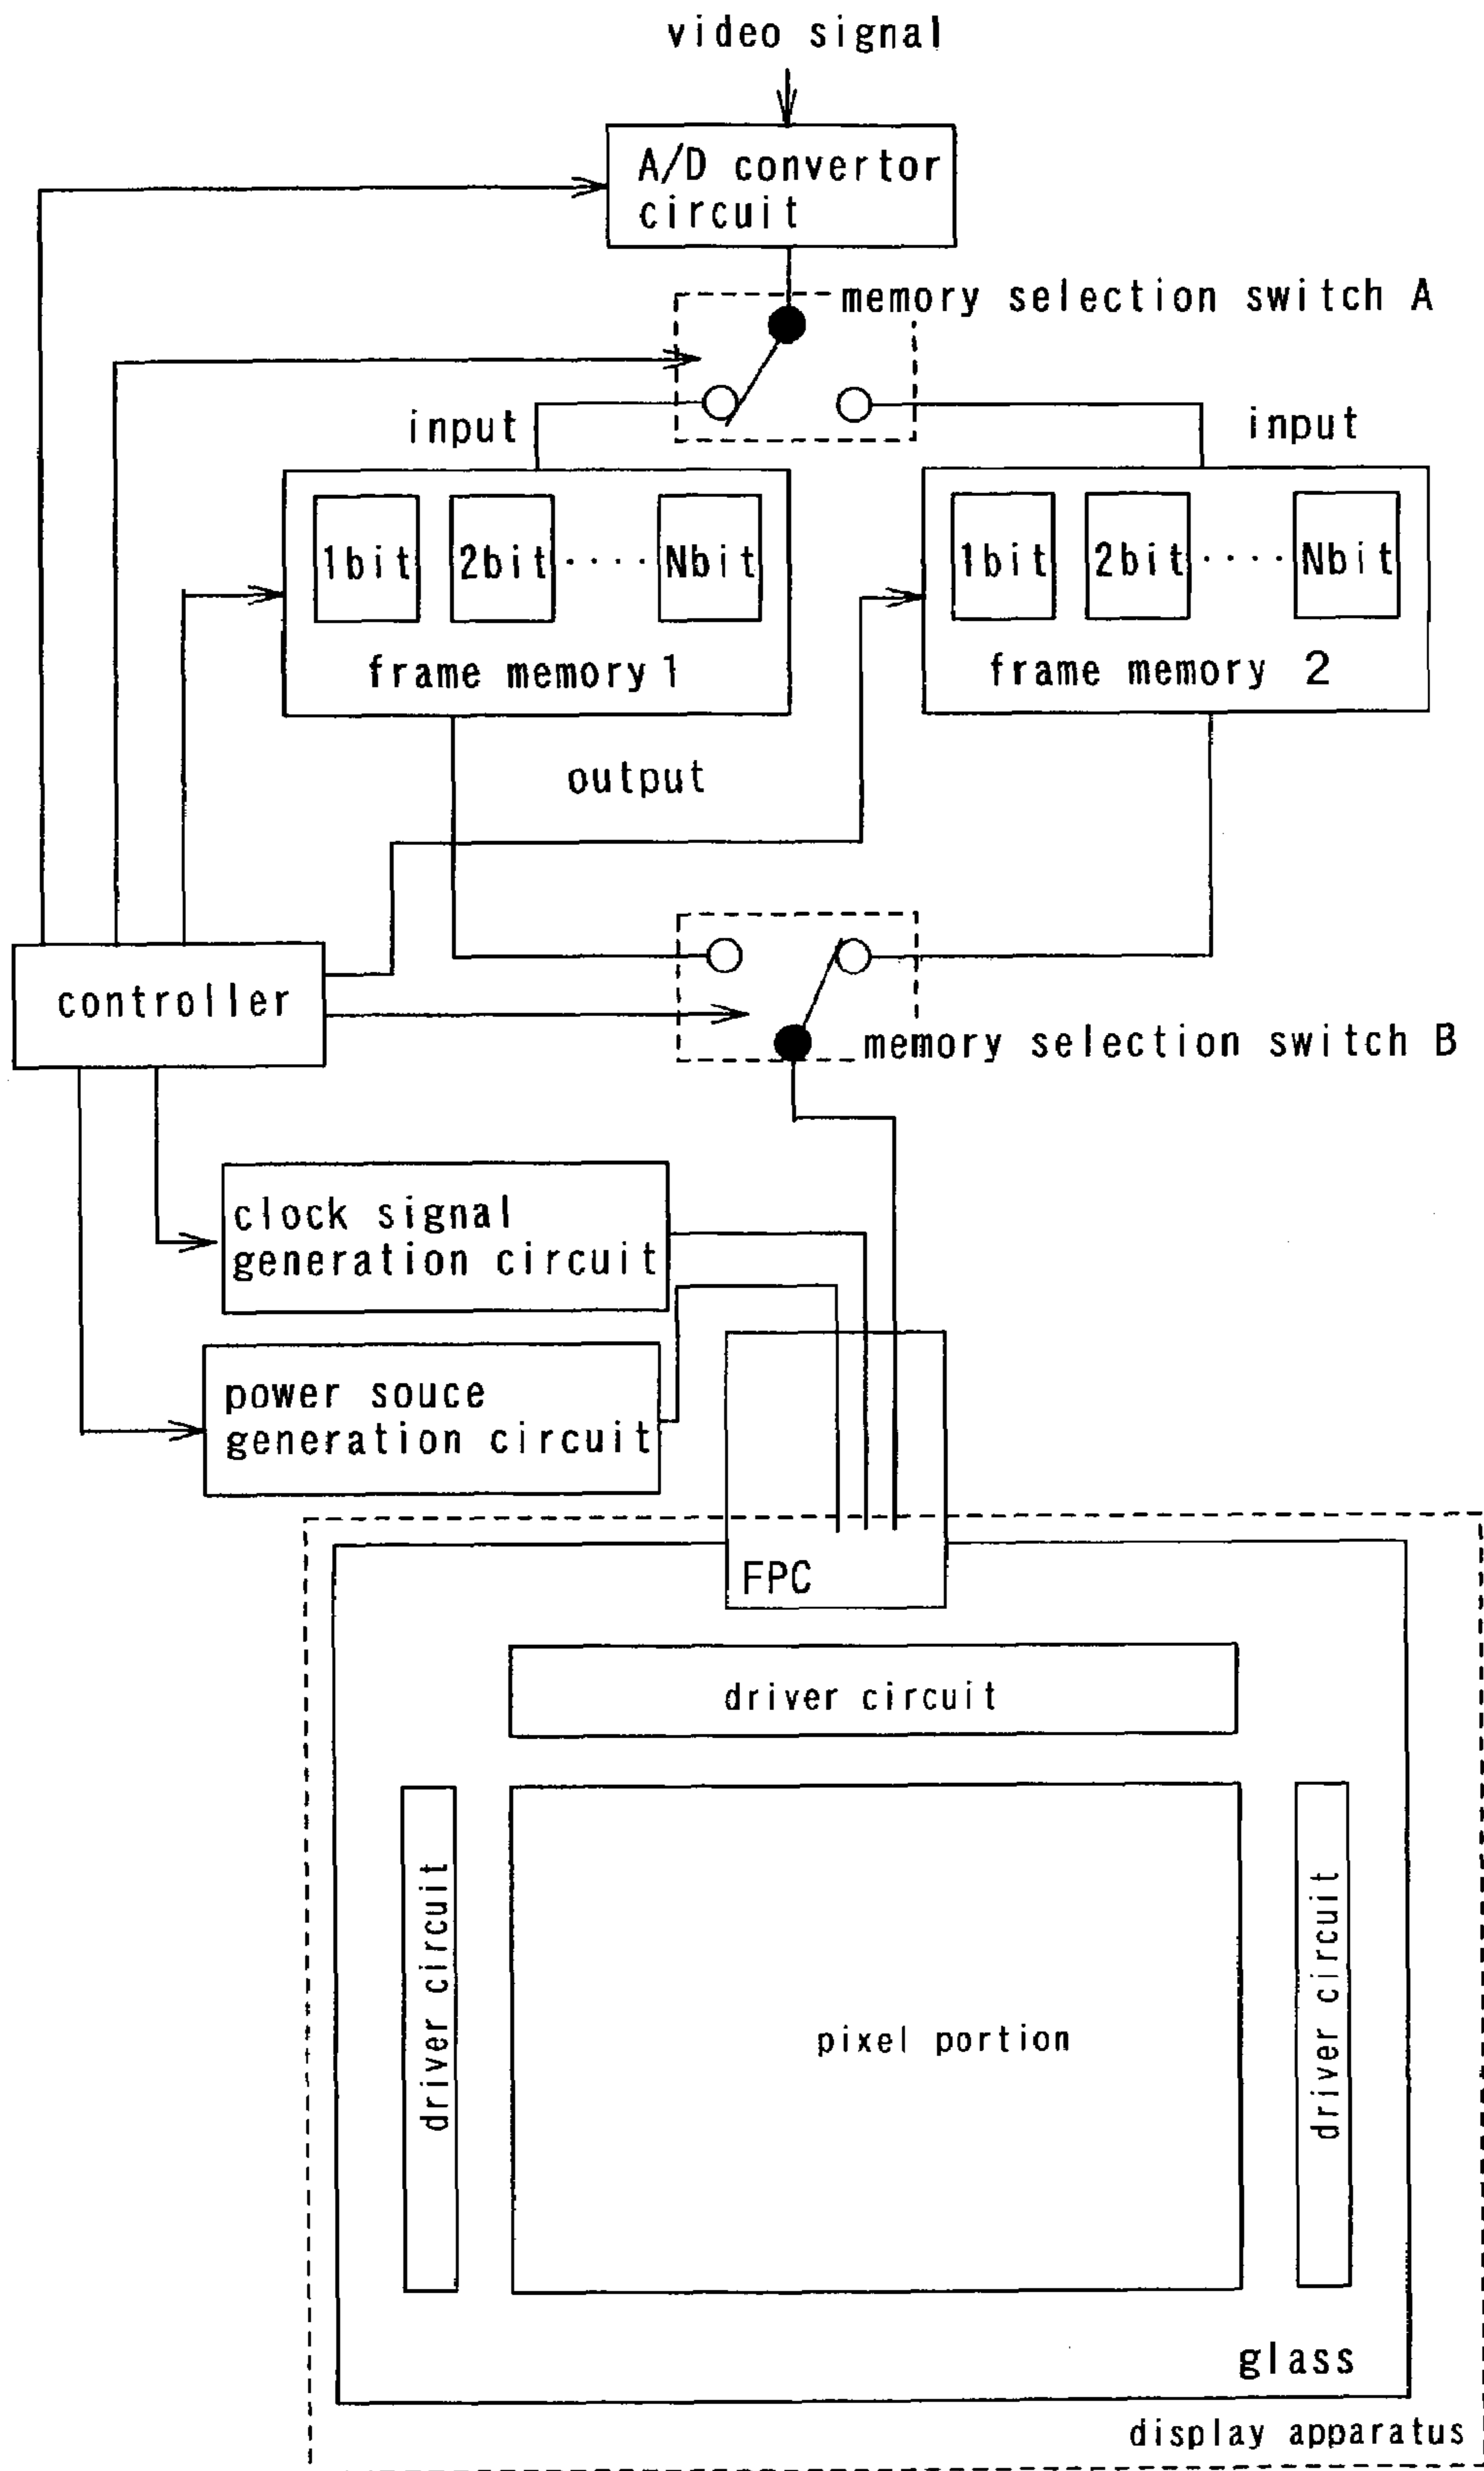 video signal
A/D convertor
circuit
memory selection switch A
input
input
1bit 2bit ···· Nbit
frame memory 1
1bit 2bit ···· Nbit
frame memory 2
output
controller
memory selection switch B
clock signal
generation circuit
power souce
generation circuit
FPC
driver circuit
driver circuit
pixel portion
driver circuit
glass
display apparatus